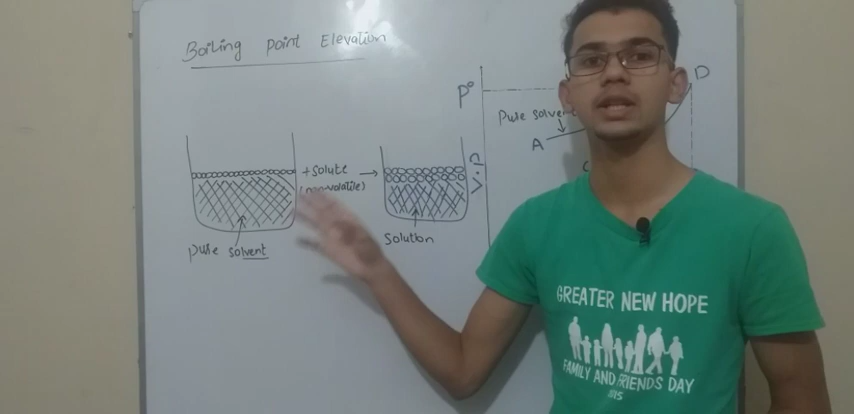 Boiling point Elevation
+ Solute
(non-volatile)
pure solvent
Solution
P°
V.P
Pure solvent
A
D
GREATER NEW HOPE
FAMILY AND FRIENDS DAY